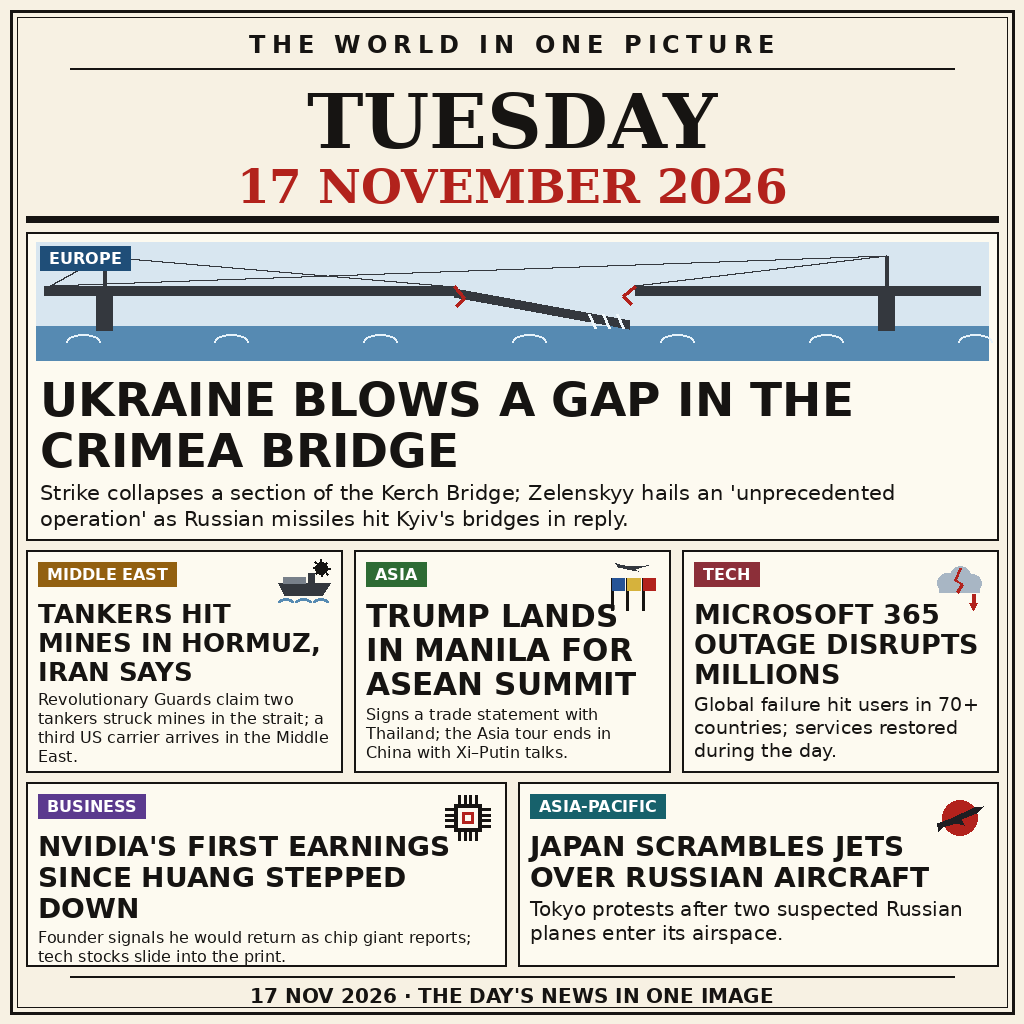 THE WORLD IN ONE PICTURE
TUESDAY
17 NOVEMBER 2026
EUROPE
UKRAINE BLOWS A GAP IN THE
CRIMEA BRIDGE
Strike collapses a section of the Kerch Bridge; Zelenskyy hails an 'unprecedented
operation' as Russian missiles hit Kyiv's bridges in reply.
MIDDLE EAST
TANKERS HIT
MINES IN HORMUZ,
IRAN SAYS
Revolutionary Guards claim two
tankers struck mines in the strait; a
third US carrier arrives in the Middle
East.
ASIA
TRUMP LANDS
IN MANILA FOR
ASEAN SUMMIT
Signs a trade statement with
Thailand; the Asia tour ends in
China with Xi–Putin talks.
TECH
MICROSOFT 365
OUTAGE DISRUPTS
MILLIONS
Global failure hit users in 70+
countries; services restored
during the day.
BUSINESS
NVIDIA'S FIRST EARNINGS
SINCE HUANG STEPPED
DOWN
Founder signals he would return as chip giant reports;
tech stocks slide into the print.
ASIA-PACIFIC
JAPAN SCRAMBLES JETS
OVER RUSSIAN AIRCRAFT
Tokyo protests after two suspected Russian
planes enter its airspace.
17 NOV 2026 · THE DAY'S NEWS IN ONE IMAGE